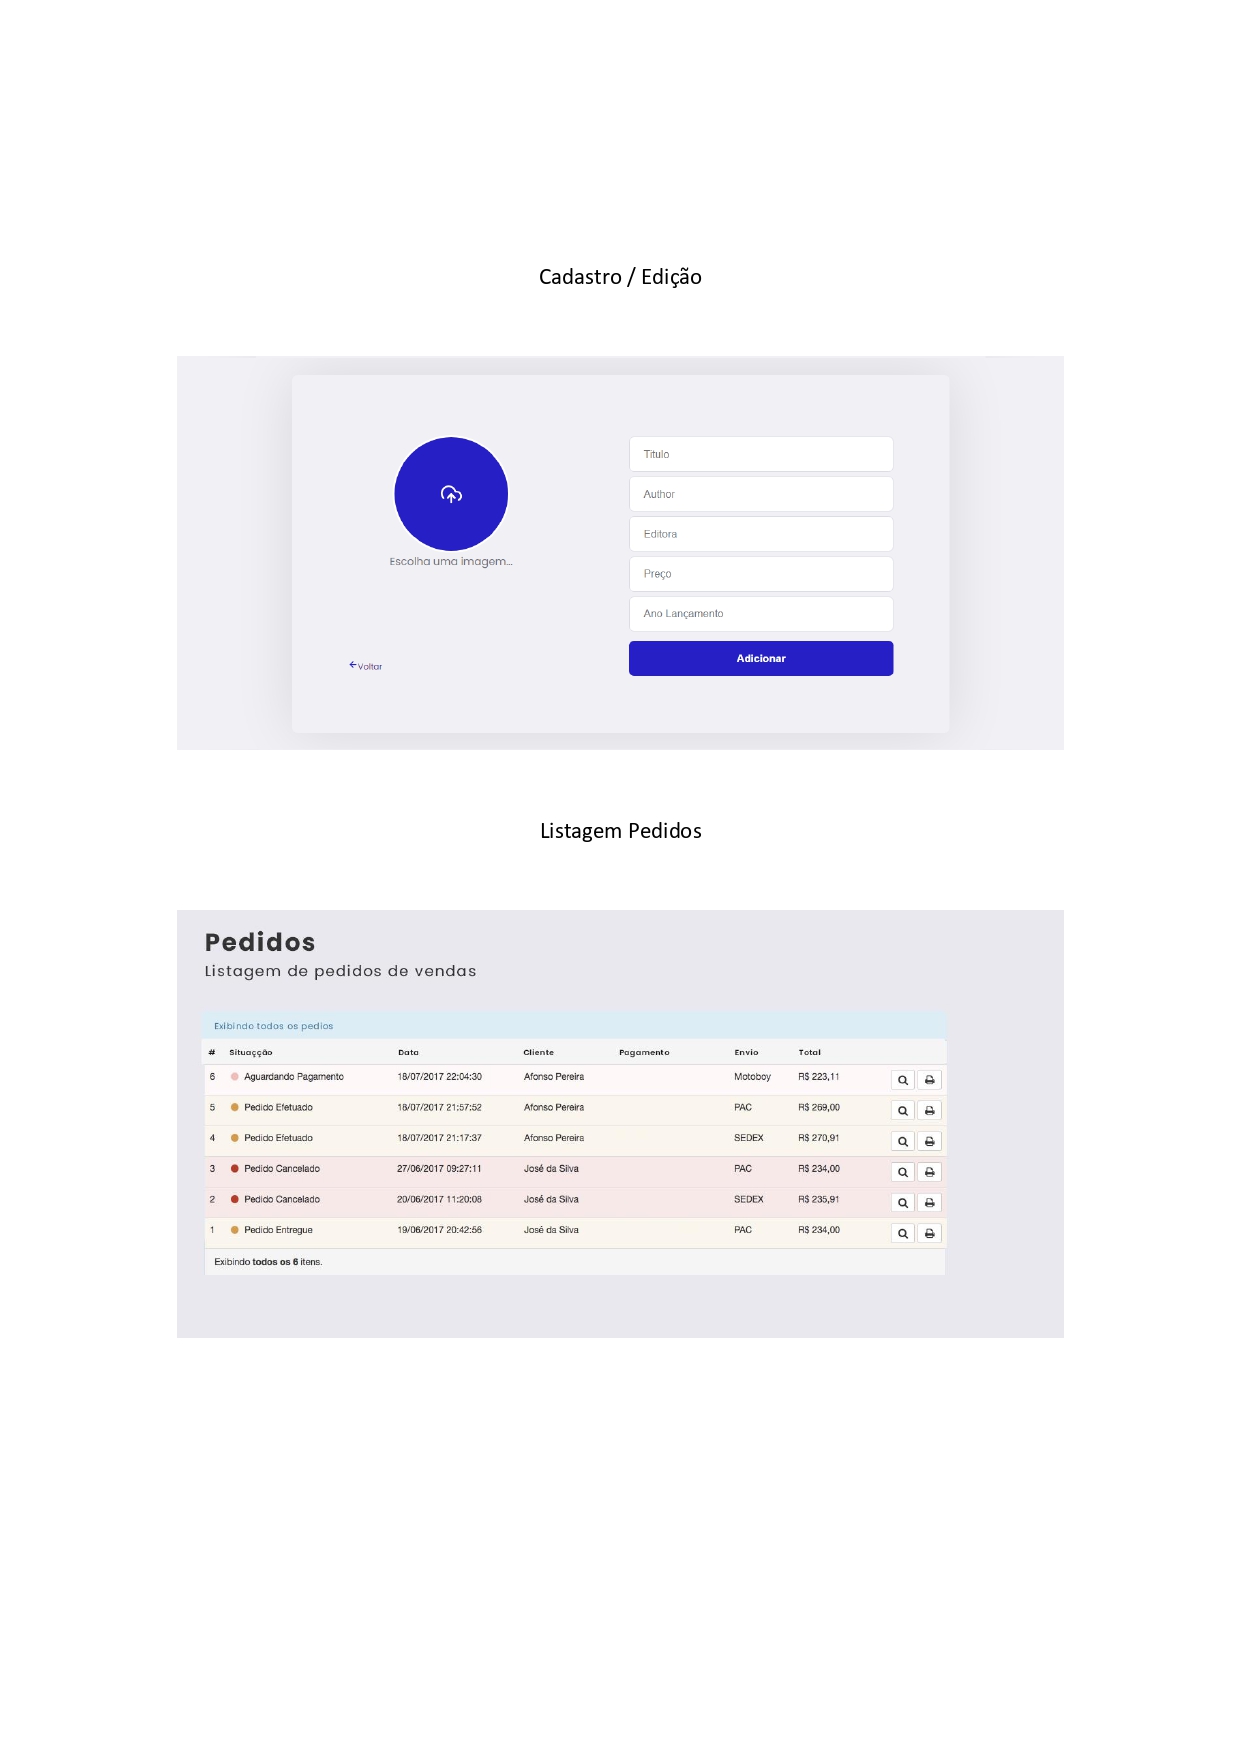 Cadastro / Edição
Titulo
Author
Editora
Escolha uma imagem...
Preço
Ano Lançamento
Voltar
Adicionar
Listagem Pedidos
Pedidos
Listagem de pedidos de vendas
Exibindo todos os pedios
# Situaçção Data Cliente Pagamento Envio Total
6 Aguardando Pagamento 18/07/2017 22:04:30 Afonso Pereira Motoboy R$ 223,11
5 Pedido Efetuado 18/07/2017 21:57:52 Afonso Pereira PAC R$ 269,00
4 Pedido Efetuado 18/07/2017 21:17:37 Afonso Pereira SEDEX R$ 270,91
3 Pedido Cancelado 27/06/2017 09:27:11 José da Silva PAC R$ 234,00
2 Pedido Cancelado 20/06/2017 11:20:08 José da Silva SEDEX R$ 235,91
1 Pedido Entregue 19/06/2017 20:42:56 José da Silva PAC R$ 234,00
Exibindo todos os 6 itens.